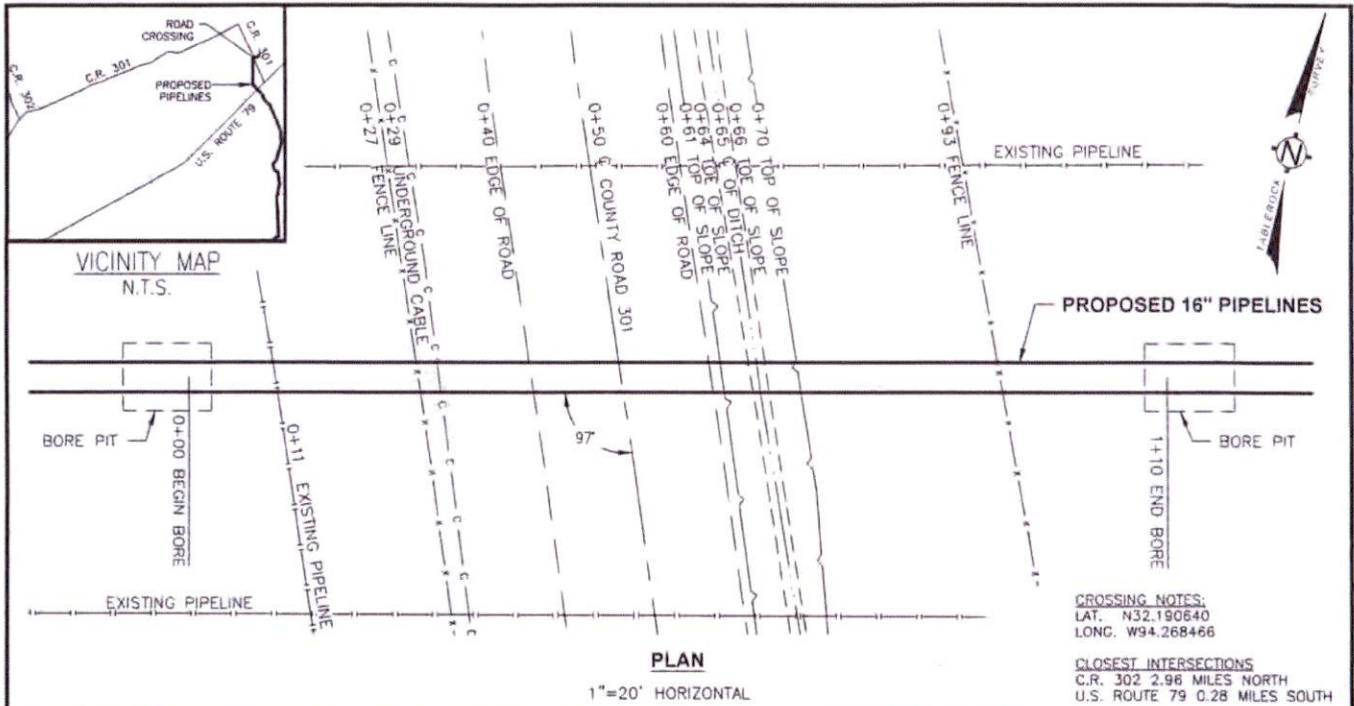 ROAD
CROSSING
C.R. 301
C.R. 301
C.R. 302
PROPOSED
PIPELINES
U.S. ROUTE 79
VICINITY MAP
N.T.S.
0+27 FENCE LINE
0+29 UNDERGROUND CABLE
0+40 EDGE OF ROAD
0+50 ℄ COUNTY ROAD 301
0+60 EDGE OF ROAD
0+61 TOP OF SLOPE
0+64 TOE OF SLOPE
0+65 ℄ OF DITCH
0+66 TOE OF SLOPE
0+70 TOP OF SLOPE
0+93 FENCE LINE
EXISTING PIPELINE
SURVEY
N
TABLEROCK
PROPOSED 16" PIPELINES
BORE PIT
0+00 BEGIN BORE
0+11 EXISTING PIPELINE
97°
1+10 END BORE
BORE PIT
EXISTING PIPELINE
PLAN
1"=20' HORIZONTAL
CROSSING NOTES:
LAT. N32.190640
LONG. W94.268466
CLOSEST INTERSECTIONS
C.R. 302 2.96 MILES NORTH
U.S. ROUTE 79 0.28 MILES SOUTH